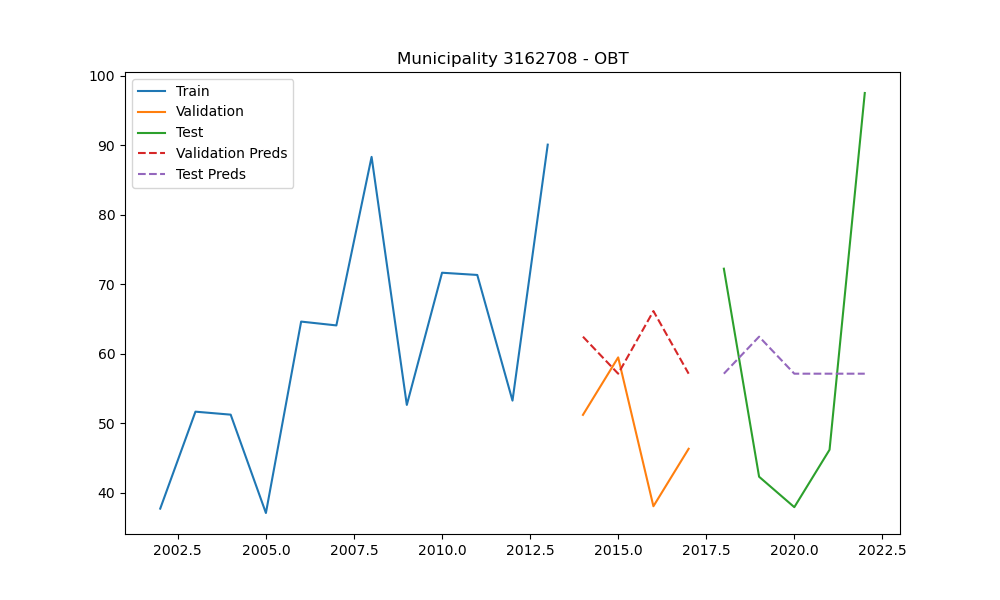 Municipality 3162708 - OBT
Train
Validation
Test
Validation Preds
Test Preds
100
90
80
70
60
50
40
2002.5 2005.0 2007.5 2010.0 2012.5 2015.0 2017.5 2020.0 2022.5